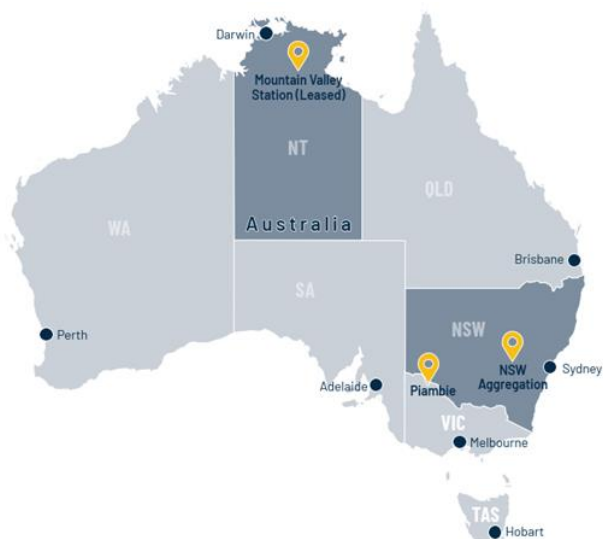 Darwin
Mountain Valley
Station (Leased)
NT
QLD
WA
Australia
Brisbane
SA
NSW
Perth
Sydney
NSW
Aggregation
Adelaide
Piambie
VIC
Melbourne
TAS
Hobart